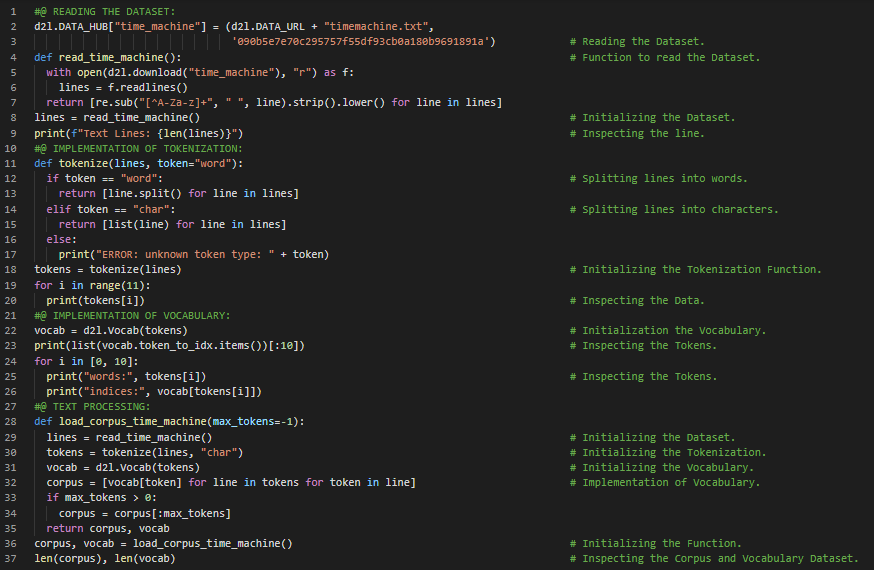 1 #@ READING THE DATASET:
2 d2l.DATA_HUB["time_machine"] = (d2l.DATA_URL + "timemachine.txt",
3                                 '090b5e7e70c295757f55df93cb0a180b9691891a')            # Reading the Dataset.
4 def read_time_machine():                                                               # Function to read the Dataset.
5   with open(d2l.download("time_machine"), "r") as f:
6     lines = f.readlines()
7   return [re.sub("[^A-Za-z]+", " ", line).strip().lower() for line in lines]
8 lines = read_time_machine()                                                            # Initializing the Dataset.
9 print(f"Text Lines: {len(lines)}")                                                     # Inspecting the line.
10 #@ IMPLEMENTATION OF TOKENIZATION:
11 def tokenize(lines, token="word"):
12   if token == "word":                                                                 # Splitting lines into words.
13     return [line.split() for line in lines]
14   elif token == "char":                                                               # Splitting lines into characters.
15     return [list(line) for line in lines]
16   else:
17     print("ERROR: unknown token type: " + token)
18 tokens = tokenize(lines)                                                              # Initializing the Tokenization Function.
19 for i in range(11):
20   print(tokens[i])                                                                    # Inspecting the Data.
21 #@ IMPLEMENTATION OF VOCABULARY:
22 vocab = d2l.Vocab(tokens)                                                             # Initialization the Vocabulary.
23 print(list(vocab.token_to_idx.items())[:10])                                          # Inspecting the Tokens.
24 for i in [0, 10]:
25   print("words:", tokens[i])                                                          # Inspecting the Tokens.
26   print("indices:", vocab[tokens[i]])
27 #@ TEXT PROCESSING:
28 def load_corpus_time_machine(max_tokens=-1):
29   lines = read_time_machine()                                                         # Initializing the Dataset.
30   tokens = tokenize(lines, "char")                                                    # Initializing the Tokenization.
31   vocab = d2l.Vocab(tokens)                                                           # Initializing the Vocabulary.
32   corpus = [vocab[token] for line in tokens for token in line]                        # Implementation of Vocabulary.
33   if max_tokens > 0:
34     corpus = corpus[:max_tokens]
35   return corpus, vocab
36 corpus, vocab = load_corpus_time_machine()                                            # Initializing the Function.
37 len(corpus), len(vocab)                                                               # Inspecting the Corpus and Vocabulary Dataset.